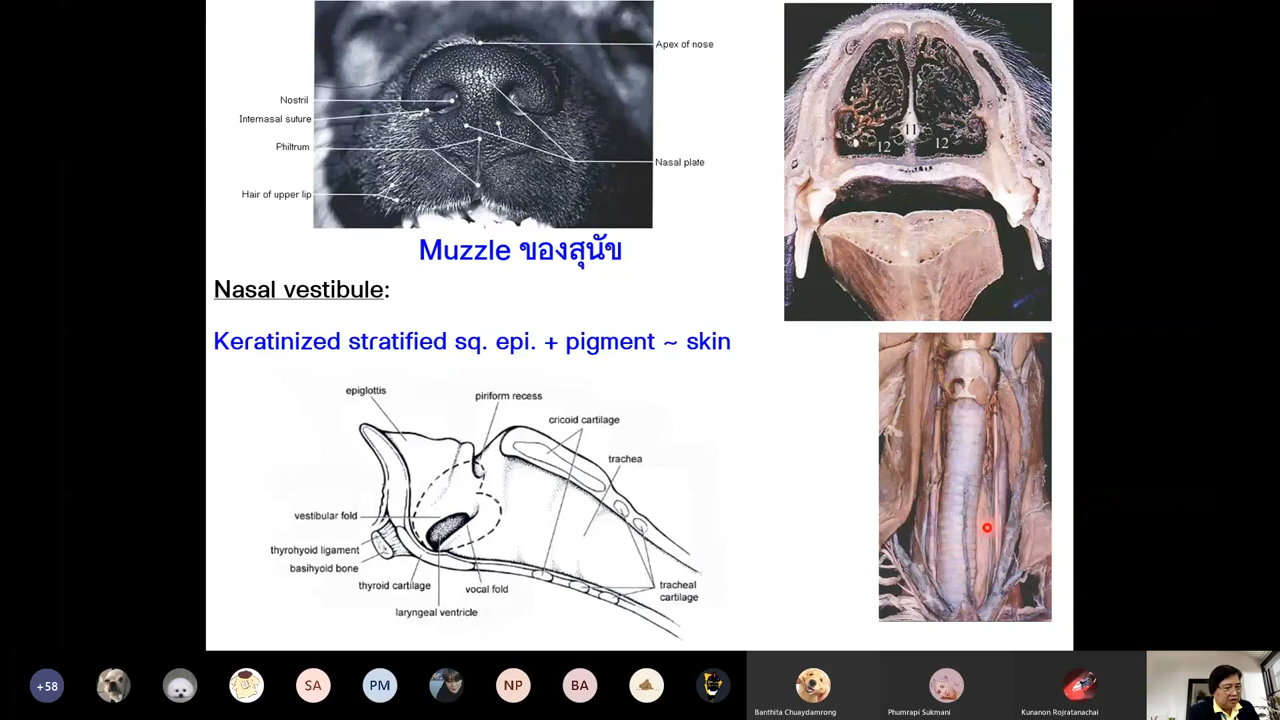 Apex of nose
Nostril
Internasal suture
Philtrum
Nasal plate
Hair of upper lip
11
12
12
Muzzle ของสุนัข
Nasal vestibule:
Keratinized stratified sq. epi. + pigment ~ skin
epiglottis
piriform recess
cricoid cartilage
trachea
vestibular fold
thyrohyoid ligament
basihyoid bone
thyroid cartilage
vocal fold
laryngeal ventricle
tracheal
cartilage
+58
SA
PM
NP
BA
Banthita Chuaydamrong
Phumrapi Sukmani
Kunanon Rojratanachai